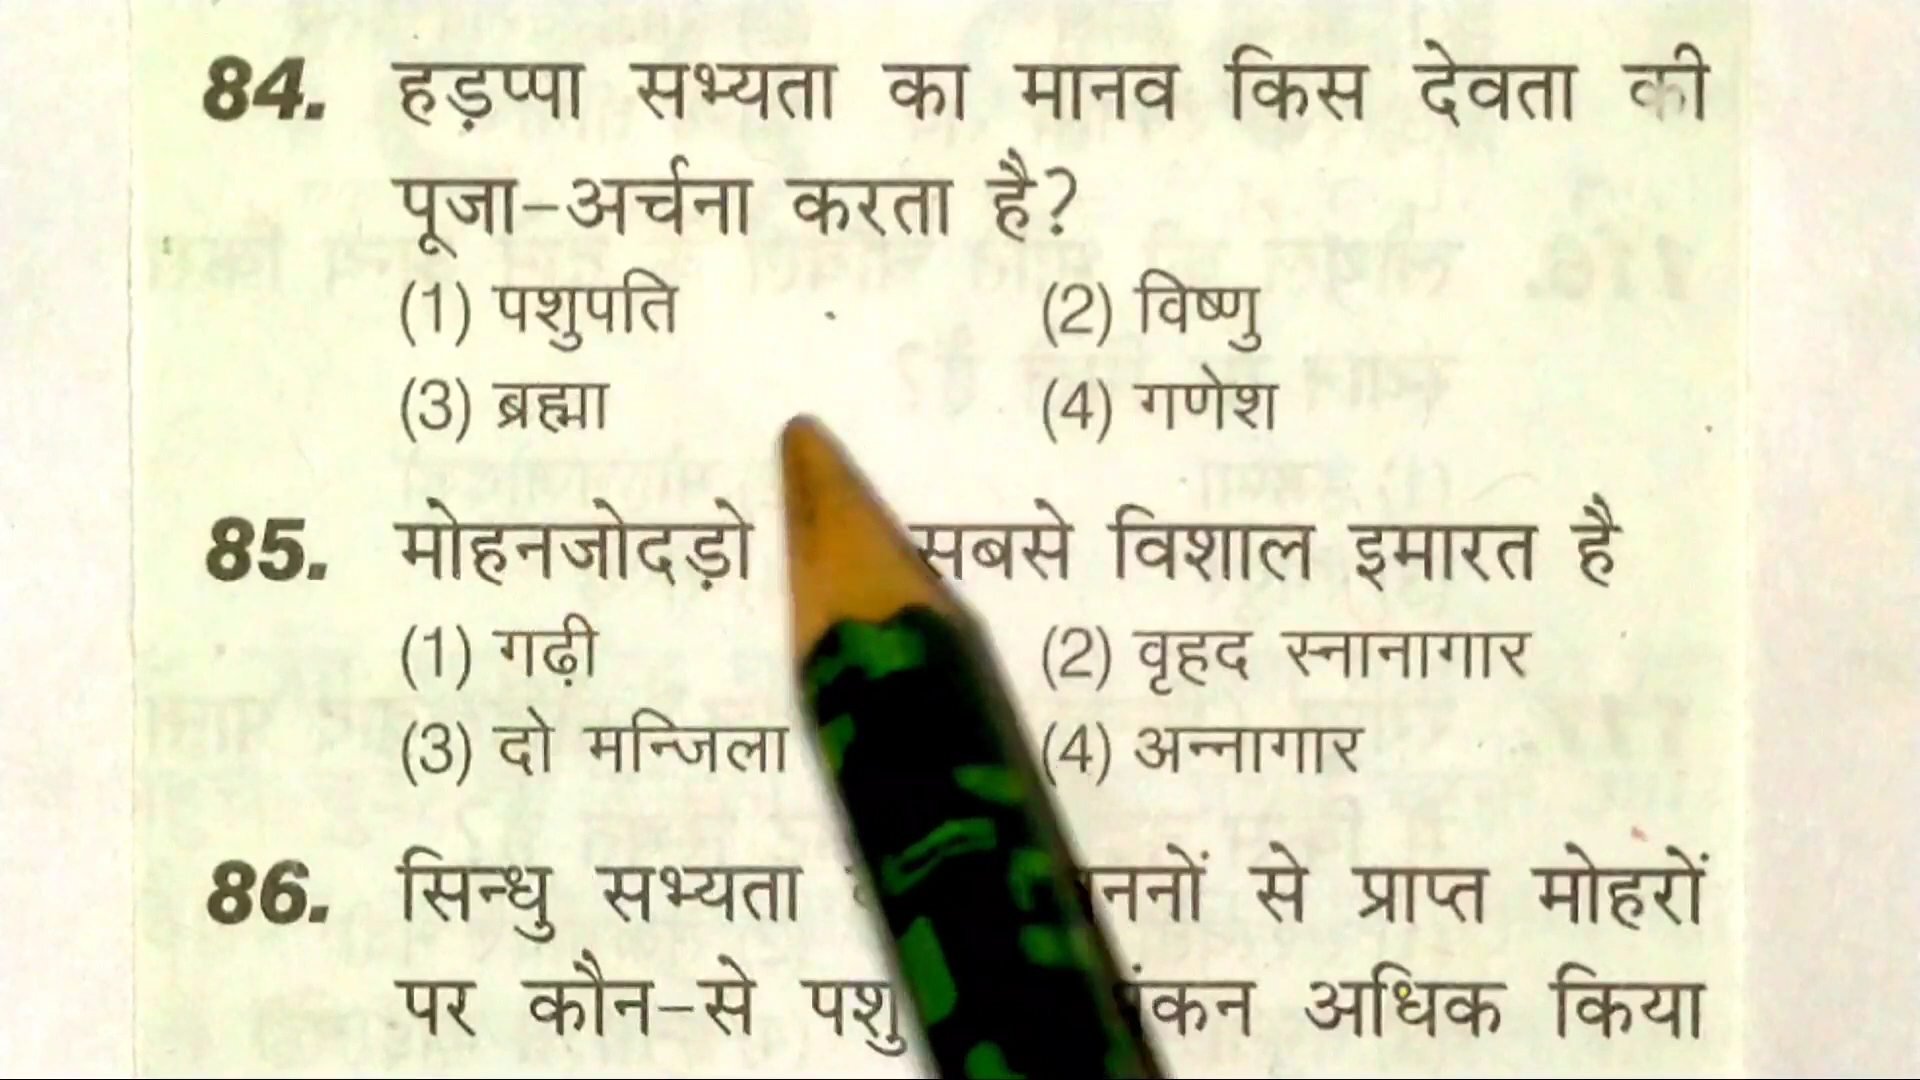 84. हड़प्पा सभ्यता का मानव किस देवता की
पूजा-अर्चना करता है?
(1) पशुपति (2) विष्णु
(3) ब्रह्मा (4) गणेश
85. मोहनजोदड़ो सबसे विशाल इमारत है
(1) गढ़ी (2) वृहद स्नानागार
(3) दो मन्जिला (4) अन्नागार
86. सिन्धु सभ्यता से प्राप्त मोहरों
पर कौन-से पशु अधिक किया